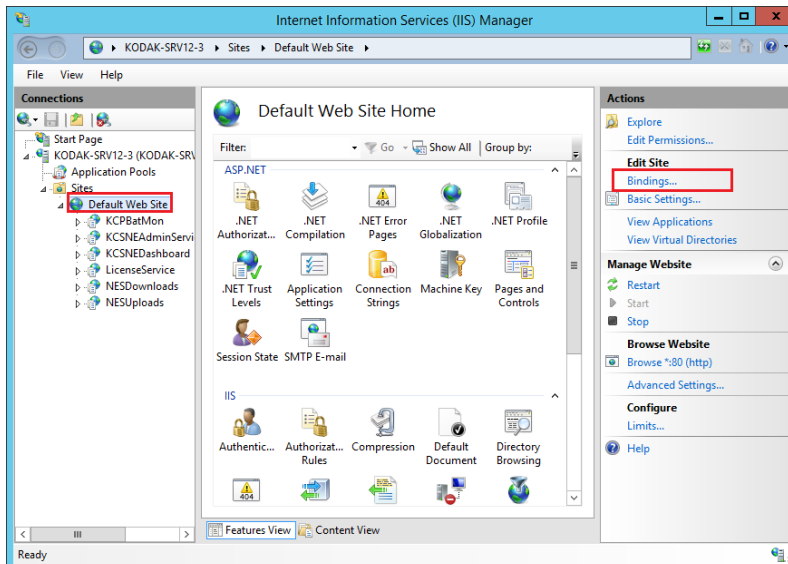 Internet Information Services (IIS) Manager
KODAK-SRV12-3 Sites Default Web Site
File View Help
Connections
Start Page
KODAK-SRV12-3 (KODAK-SRV
Application Pools
Sites
Default Web Site
KCPBatMon
KCSNEAdminServi
KCSNEDashboard
LicenseService
NESDownloads
NESUploads
Default Web Site Home
Filter: Go Show All Group by:
ASP.NET
.NET .NET .NET Error .NET .NET Profile
Authorizat... Compilation Pages Globalization
.NET Trust Application Connection Machine Key Pages and
Levels Settings Strings Controls
Session State SMTP E-mail
IIS
Authentic... Authorizat... Compression Default Directory
Rules Document Browsing
404
Features View Content View
Actions
Explore
Edit Permissions...
Edit Site
Bindings...
Basic Settings...
View Applications
View Virtual Directories
Manage Website
Restart
Start
Stop
Browse Website
Browse *:80 (http)
Advanced Settings...
Configure
Limits...
Help
Ready